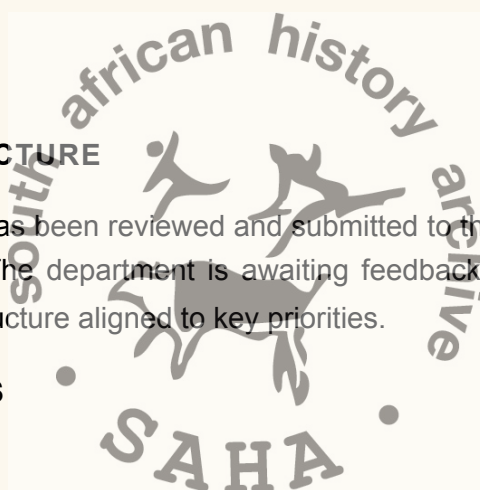 south african history archive
CTURE
as been reviewed and submitted to th
he department is awaiting feedback
ucture aligned to key priorities.
s
SAHA